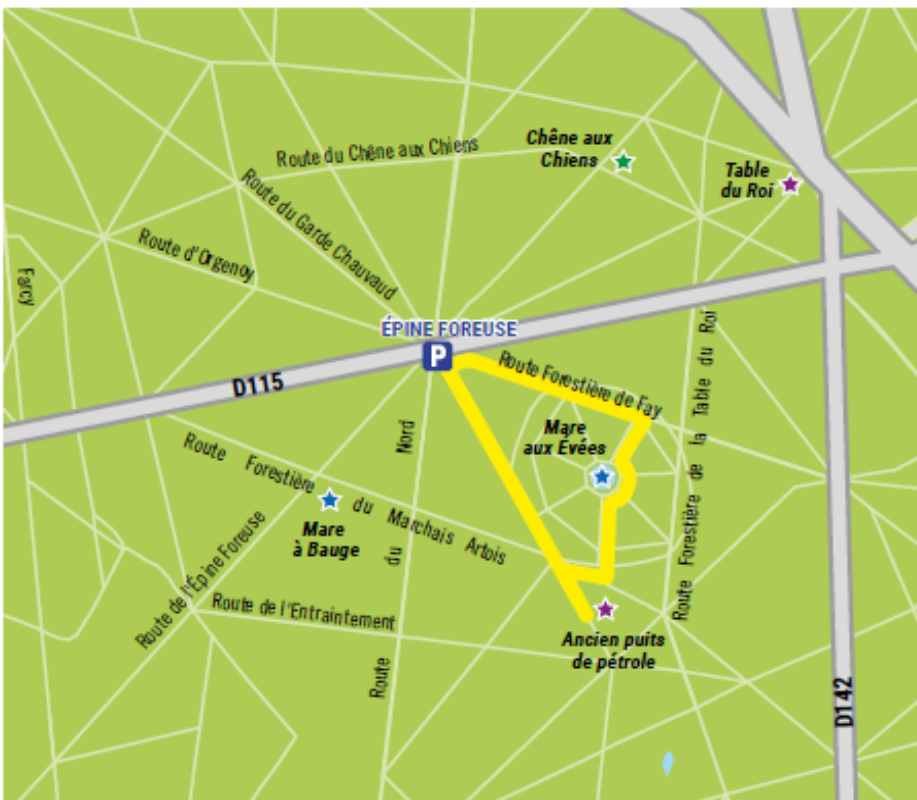 Chêne aux
Chiens
Route du Chêne aux Chiens
Table
du Roi
Route du Garde Chauvaud
Route d'Orgenoy
Farcy
ÉPINE FOREUSE
P
D115
Route Forestière de Fay
Route Forestière de la Table du Roi
Mare
aux Évées
Route Forestière du Marchais Artois
Mare
à Bauge
Route du Nord
Route de l'Épine Foreuse
Route de l'Entraintement
Ancien puits
de pétrole
D142